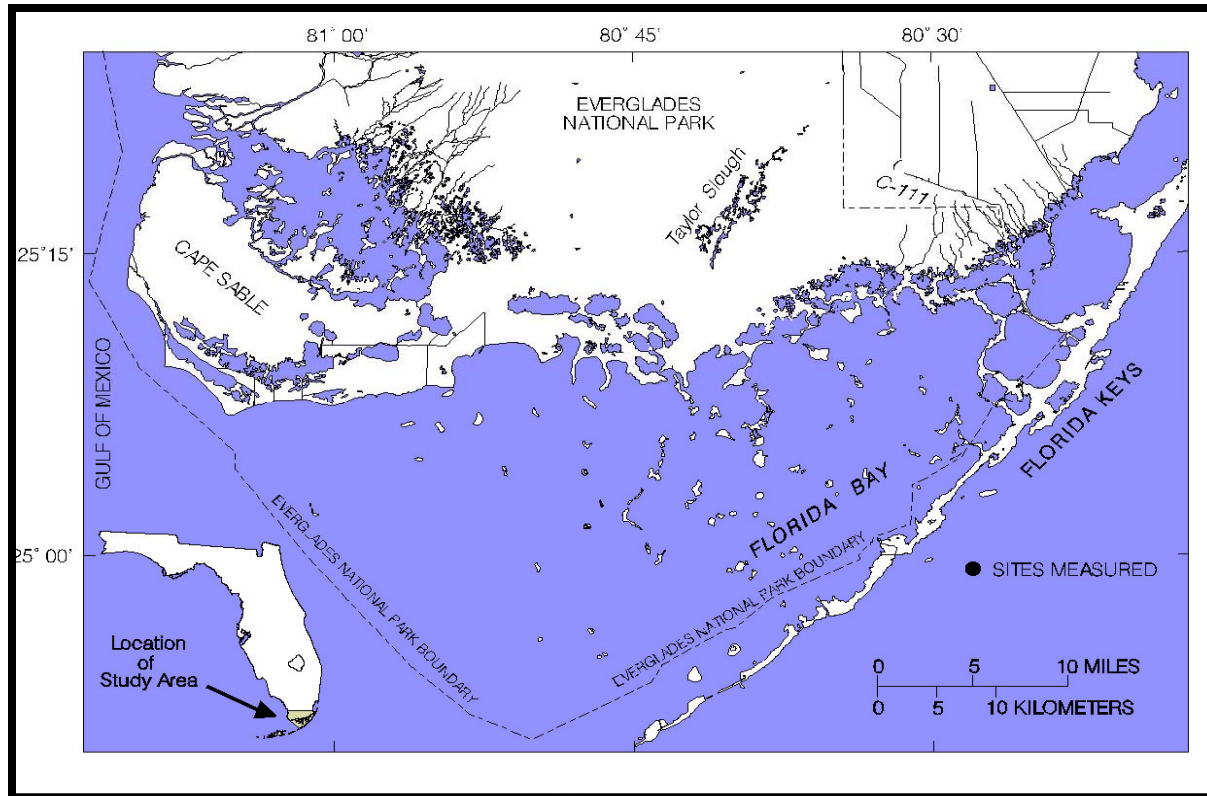 81° 00'
80° 45'
80° 30'
EVERGLADES
NATIONAL PARK
Taylor Slough
C-111
25° 15'
CAPE SABLE
GULF OF MEXICO
FLORIDA KEYS
FLORIDA BAY
EVERGLADES NATIONAL PARK BOUNDARY
EVERGLADES NATIONAL PARK BOUNDARY
25° 00'
SITES MEASURED
Location
of
Study Area
0 5 10 MILES
0 5 10 KILOMETERS